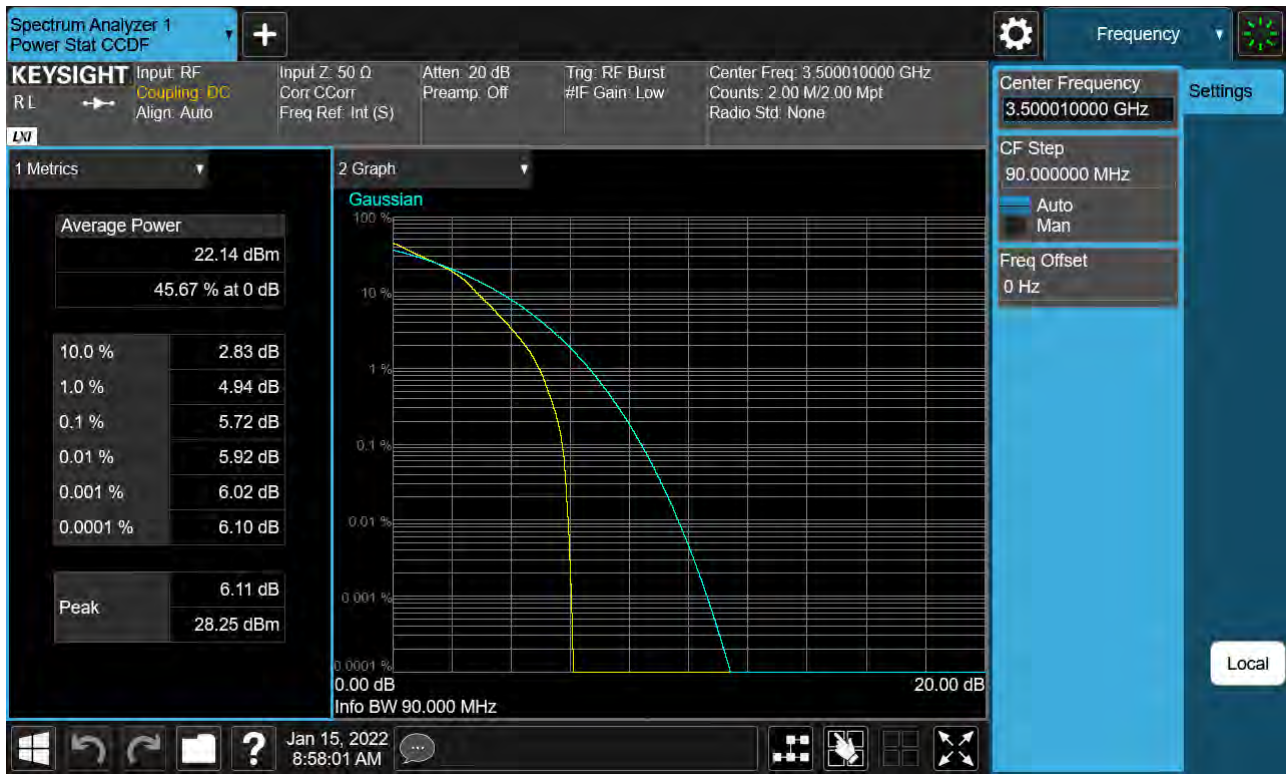 Spectrum Analyzer 1
Power Stat CCDF
+
Frequency
KEYSIGHT
RL
LXI
Input: RF
Coupling: DC
Align: Auto
Input Z: 50 Ω
Corr CCorr
Freq Ref: Int (S)
Atten: 20 dB
Preamp: Off
Trig: RF Burst
#IF Gain: Low
Center Freq: 3.500010000 GHz
Counts: 2.00 M/2.00 Mpt
Radio Std: None
Center Frequency
3.500010000 GHz
Settings
CF Step
90.000000 MHz
Auto
Man
Freq Offset
0 Hz
Local
1 Metrics
Average Power
22.14 dBm
45.67 % at 0 dB
10.0 % 2.83 dB
1.0 % 4.94 dB
0.1 % 5.72 dB
0.01 % 5.92 dB
0.001 % 6.02 dB
0.0001 % 6.10 dB
Peak
6.11 dB
28.25 dBm
2 Graph
Gaussian
100 %
10 %
1 %
0.1 %
0.01 %
0.001 %
0.0001 %
0.00 dB 20.00 dB
Info BW 90.000 MHz
?
Jan 15, 2022
8:58:01 AM